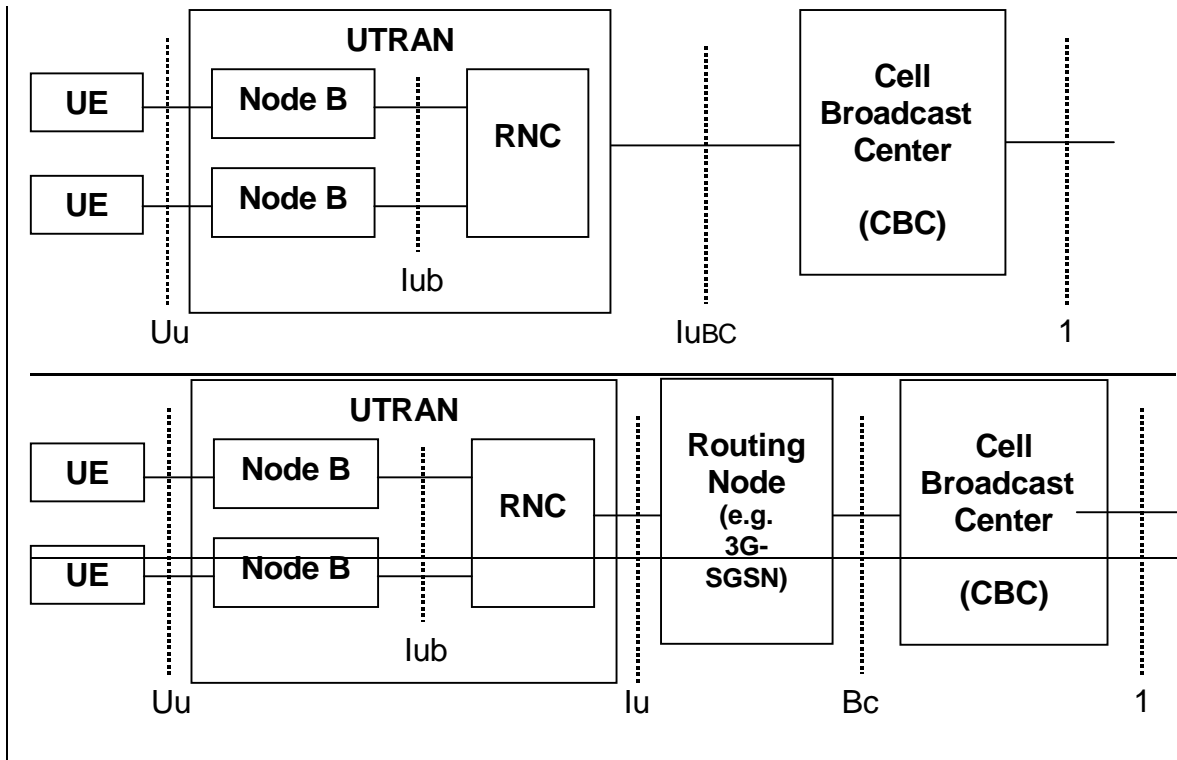 UTRAN
UE
Node B
RNC
Cell
Broadcast
Center
(CBC)
UE
Node B
Iub
Uu
IuBC
1
UTRAN
UE
Node B
RNC
Routing
Node
(e.g.
3G-
SGSN)
Cell
Broadcast
Center
(CBC)
UE
Node B
Iub
Uu
Iu
Bc
1